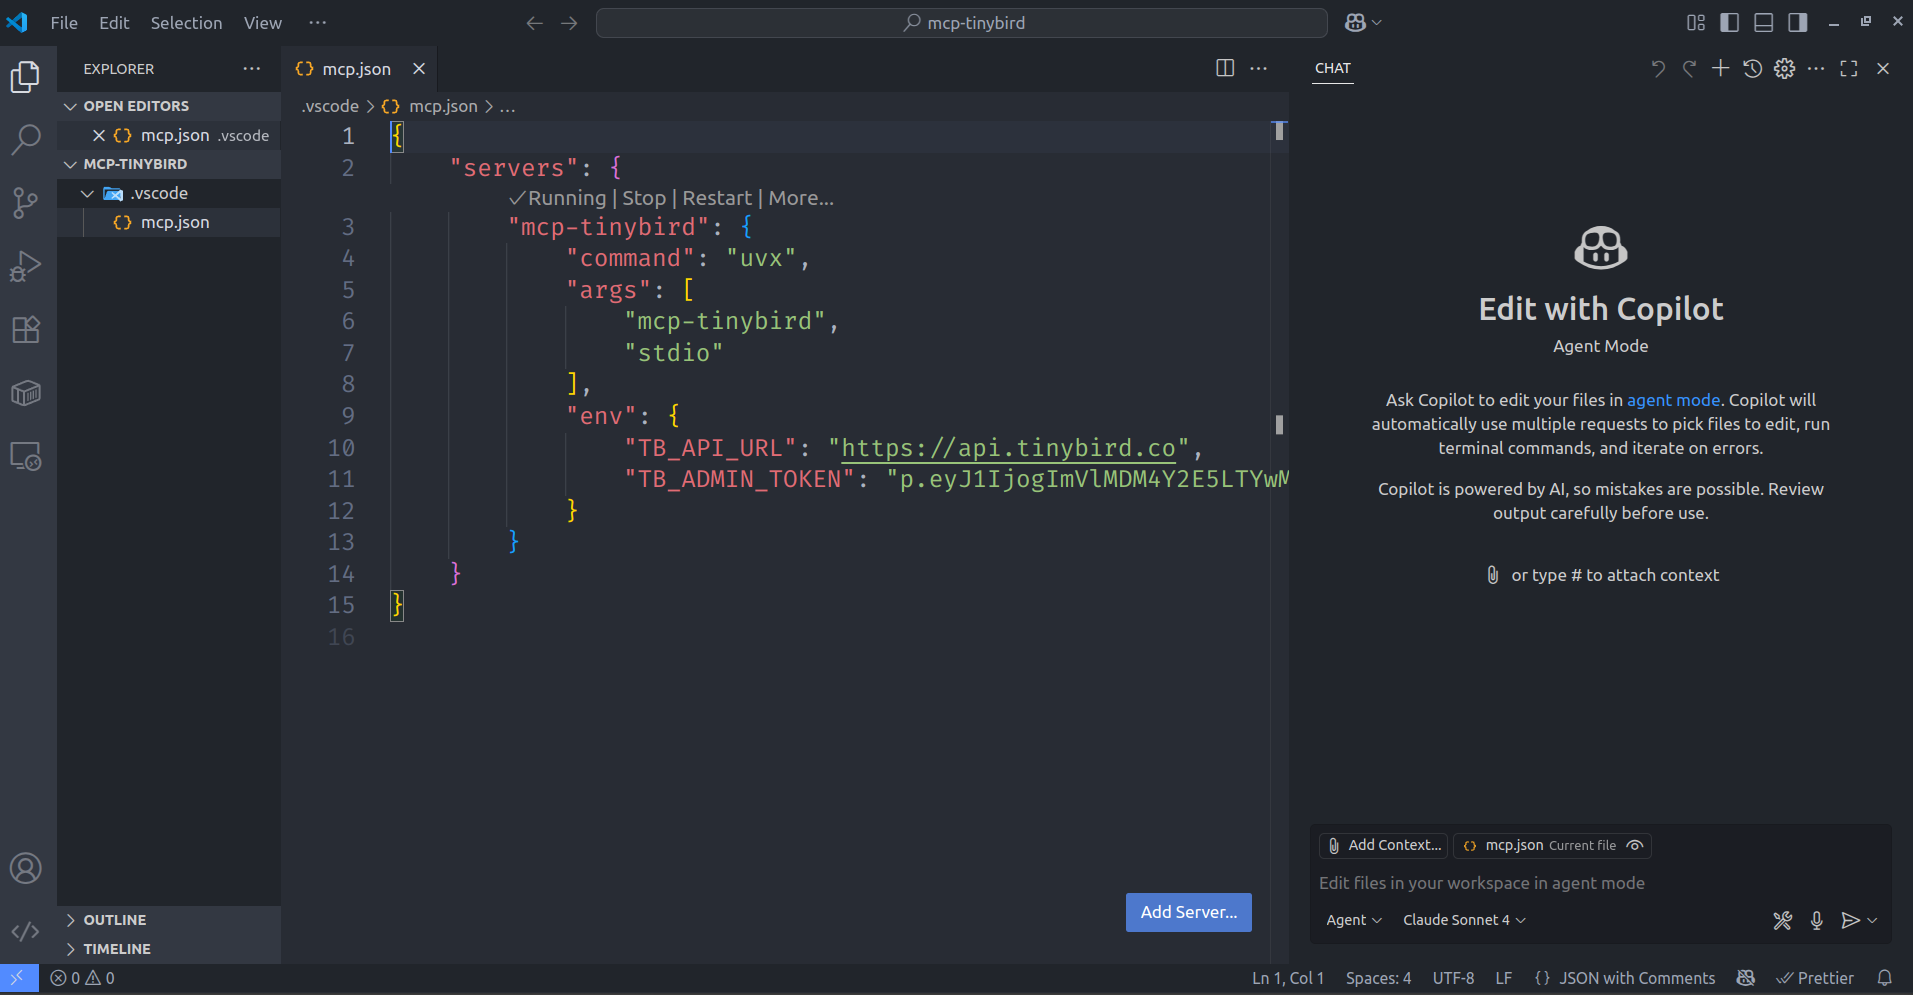 File Edit Selection View ···
mcp-tinybird
EXPLORER ···
OPEN EDITORS
mcp.json .vscode
MCP-TINYBIRD
.vscode
mcp.json
OUTLINE
TIMELINE
{} mcp.json
.vscode > {} mcp.json > ...
1 {
2 "servers": {
✓Running | Stop | Restart | More...
3 "mcp-tinybird": {
4 "command": "uvx",
5 "args": [
6 "mcp-tinybird",
7 "stdio"
8 ],
9 "env": {
10 "TB_API_URL": "https://api.tinybird.co",
11 "TB_ADMIN_TOKEN": "p.eyJ1IjogImVlMDM4Y2E5LTYwM
12 }
13 }
14 }
15 }
16
Add Server...
CHAT
Edit with Copilot
Agent Mode
Ask Copilot to edit your files in agent mode. Copilot will
automatically use multiple requests to pick files to edit, run
terminal commands, and iterate on errors.
Copilot is powered by AI, so mistakes are possible. Review
output carefully before use.
or type # to attach context
Add Context... {} mcp.json Current file
Edit files in your workspace in agent mode
Agent Claude Sonnet 4
0 0
Ln 1, Col 1 Spaces: 4 UTF-8 LF {} JSON with Comments Prettier